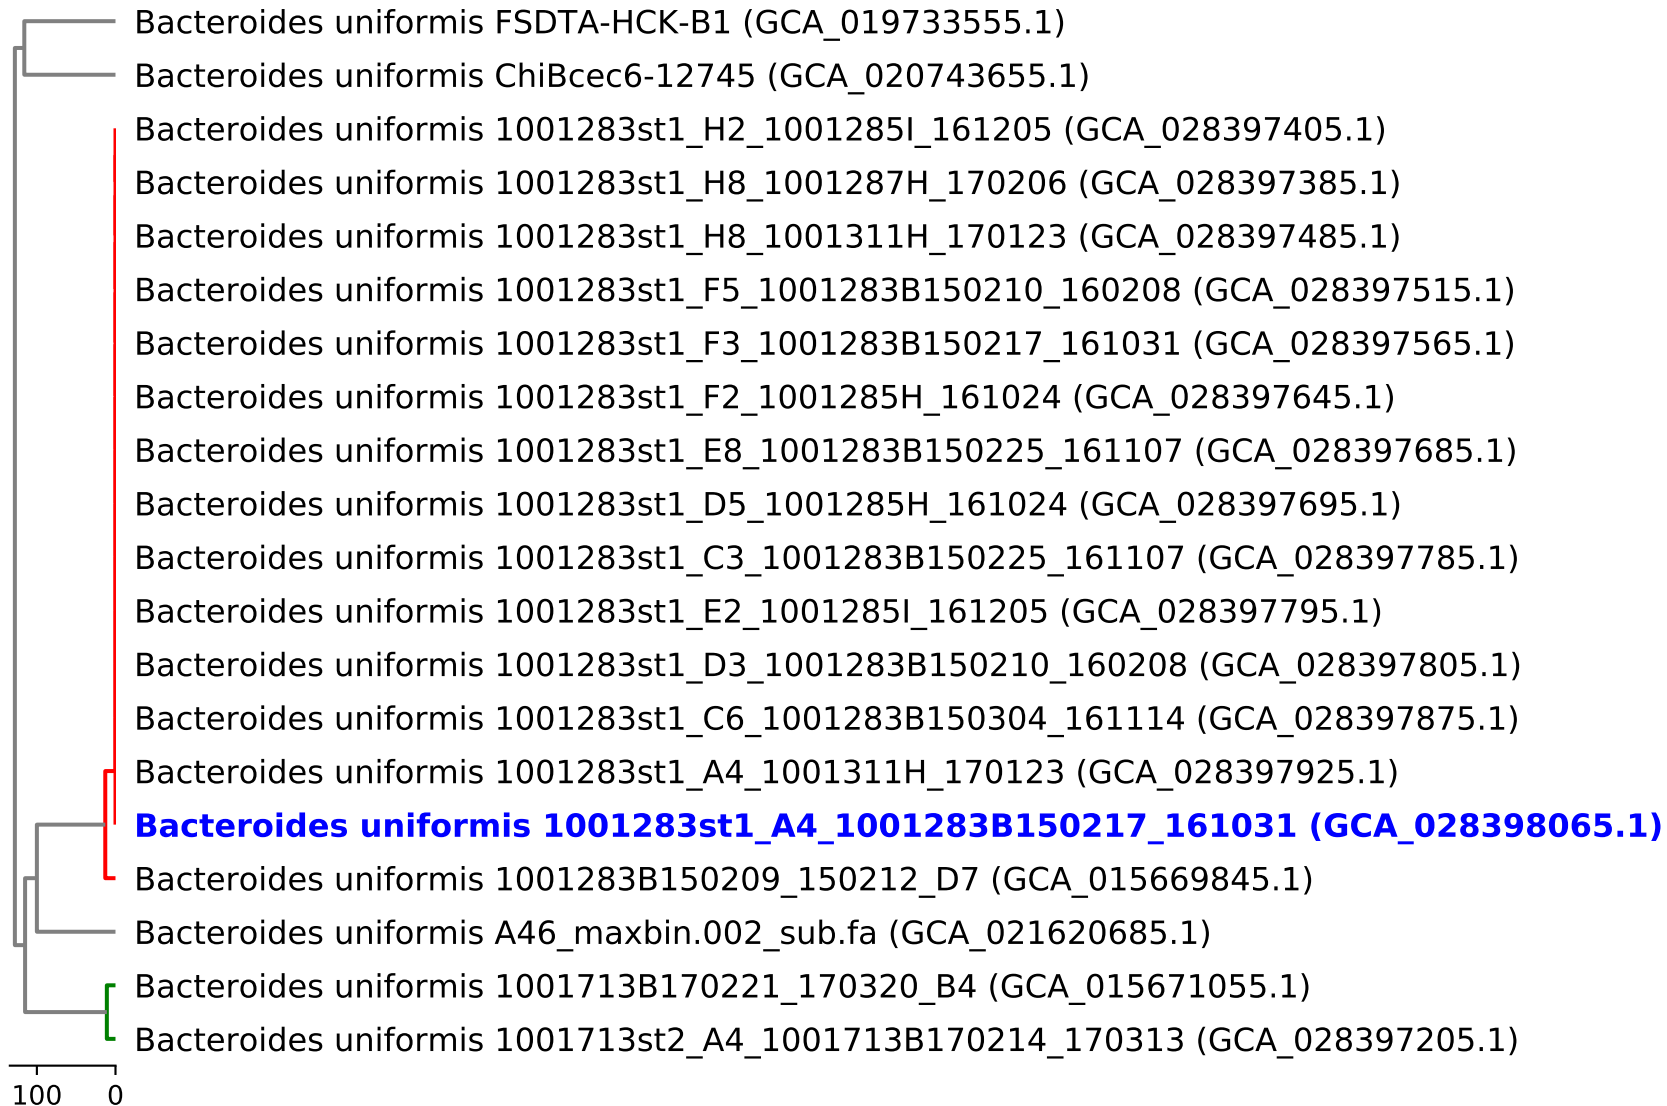 Bacteroides uniformis FSDTA-HCK-B1 (GCA_019733555.1)
Bacteroides uniformis ChiBcec6-12745 (GCA_020743655.1)
Bacteroides uniformis 1001283st1_H2_1001285I_161205 (GCA_028397405.1)
Bacteroides uniformis 1001283st1_H8_1001287H_170206 (GCA_028397385.1)
Bacteroides uniformis 1001283st1_H8_1001311H_170123 (GCA_028397485.1)
Bacteroides uniformis 1001283st1_F5_1001283B150210_160208 (GCA_028397515.1)
Bacteroides uniformis 1001283st1_F3_1001283B150217_161031 (GCA_028397565.1)
Bacteroides uniformis 1001283st1_F2_1001285H_161024 (GCA_028397645.1)
Bacteroides uniformis 1001283st1_E8_1001283B150225_161107 (GCA_028397685.1)
Bacteroides uniformis 1001283st1_D5_1001285H_161024 (GCA_028397695.1)
Bacteroides uniformis 1001283st1_C3_1001283B150225_161107 (GCA_028397785.1)
Bacteroides uniformis 1001283st1_E2_1001285I_161205 (GCA_028397795.1)
Bacteroides uniformis 1001283st1_D3_1001283B150210_160208 (GCA_028397805.1)
Bacteroides uniformis 1001283st1_C6_1001283B150304_161114 (GCA_028397875.1)
Bacteroides uniformis 1001283st1_A4_1001311H_170123 (GCA_028397925.1)
Bacteroides uniformis 1001283st1_A4_1001283B150217_161031 (GCA_028398065.1)
Bacteroides uniformis 1001283B150209_150212_D7 (GCA_015669845.1)
Bacteroides uniformis A46_maxbin.002_sub.fa (GCA_021620685.1)
Bacteroides uniformis 1001713B170221_170320_B4 (GCA_015671055.1)
Bacteroides uniformis 1001713st2_A4_1001713B170214_170313 (GCA_028397205.1)
100 0